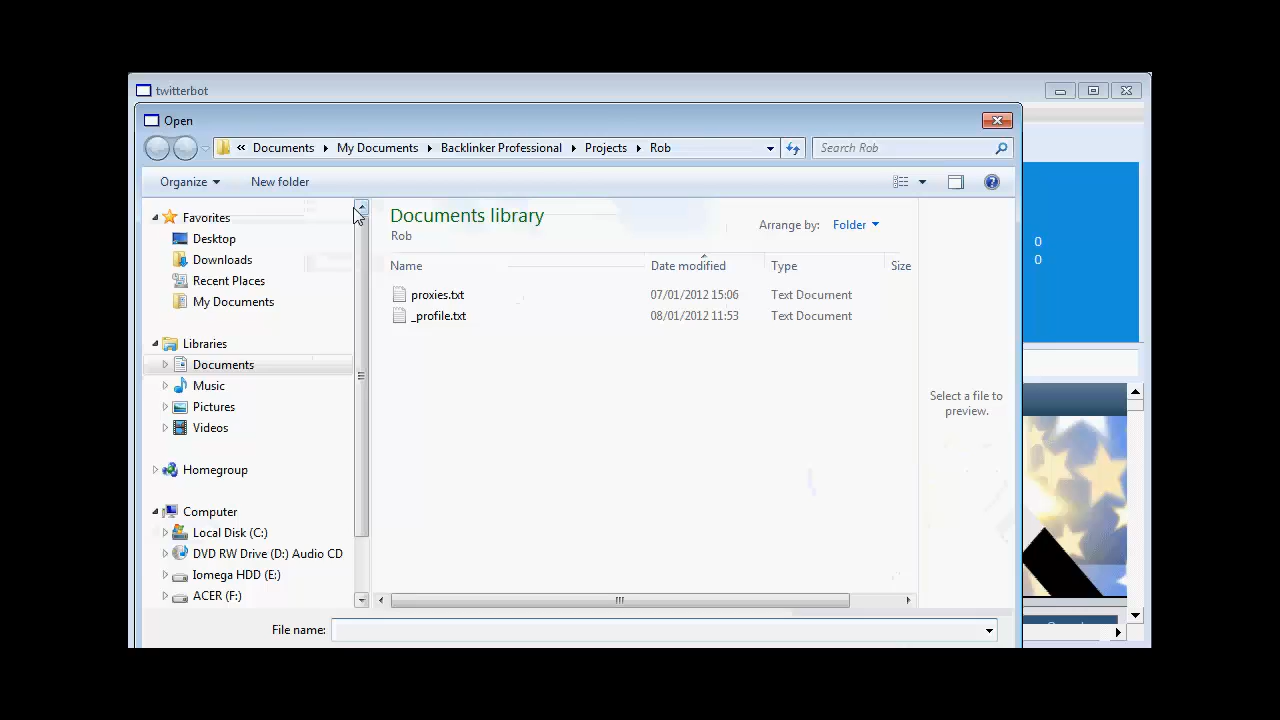 twitterbot
Open
« Documents My Documents Backlinker Professional Projects Rob
Search Rob
Organize New folder
Favorites
Desktop
Downloads
Recent Places
My Documents
Libraries
Documents
Music
Pictures
Videos
Homegroup
Computer
Local Disk (C:)
DVD RW Drive (D:) Audio CD
Iomega HDD (E:)
ACER (F:)
Documents library
Rob
Arrange by: Folder
Name Date modified Type Size
proxies.txt 07/01/2012 15:06 Text Document
_profile.txt 08/01/2012 11:53 Text Document
Select a file to
preview.
0
0
File name: